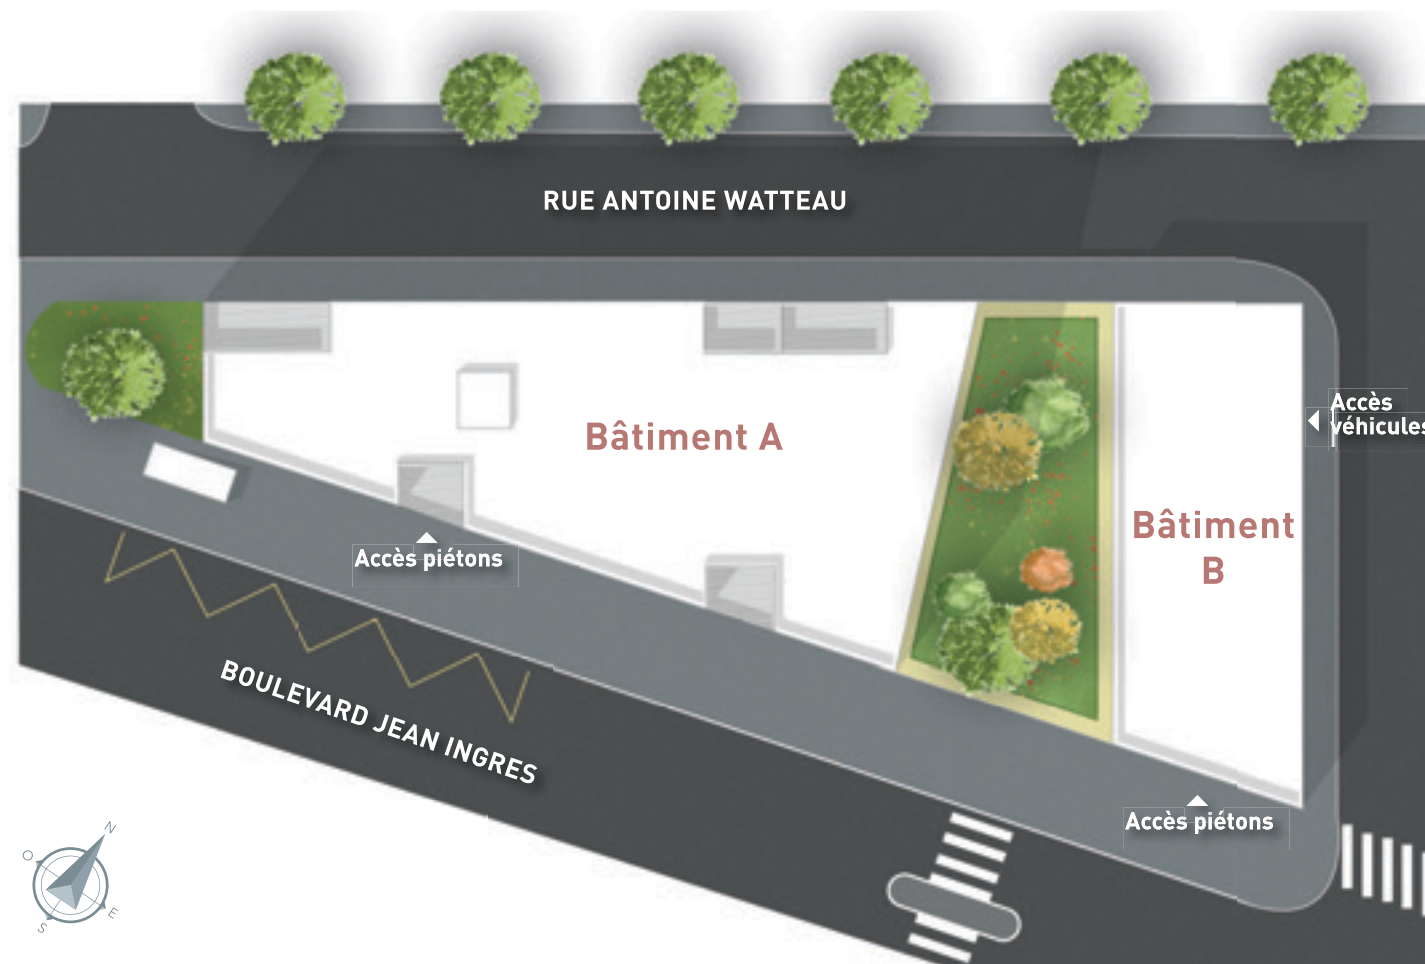 RUE ANTOINE WATTEAU
Bâtiment A
Accès
véhicules
Bâtiment
B
Accès piétons
BOULEVARD JEAN INGRES
Accès piétons
N
O
E
S